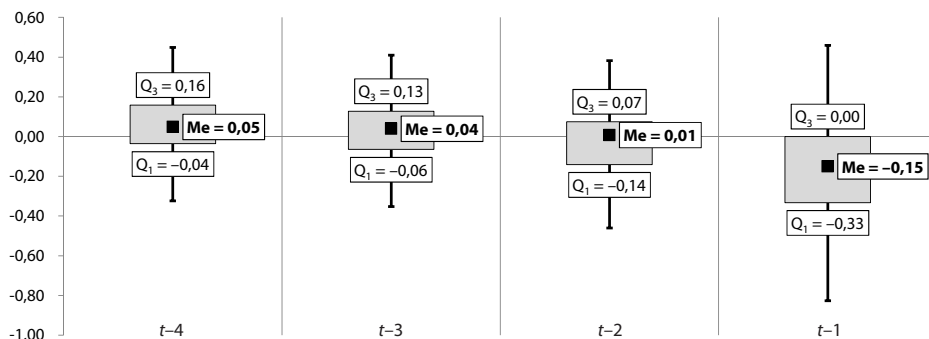 0,60
0,40
0,20
0,00
-0,20
-0,40
-0,60
-0,80
-1,00
Q3 = 0,16
Me = 0,05
Q1 = –0,04
t–4
Q3 = 0,13
Me = 0,04
Q1 = –0,06
t–3
Q3 = 0,07
Me = 0,01
Q1 = –0,14
t–2
Q3 = 0,00
Me = –0,15
Q1 = –0,33
t–1